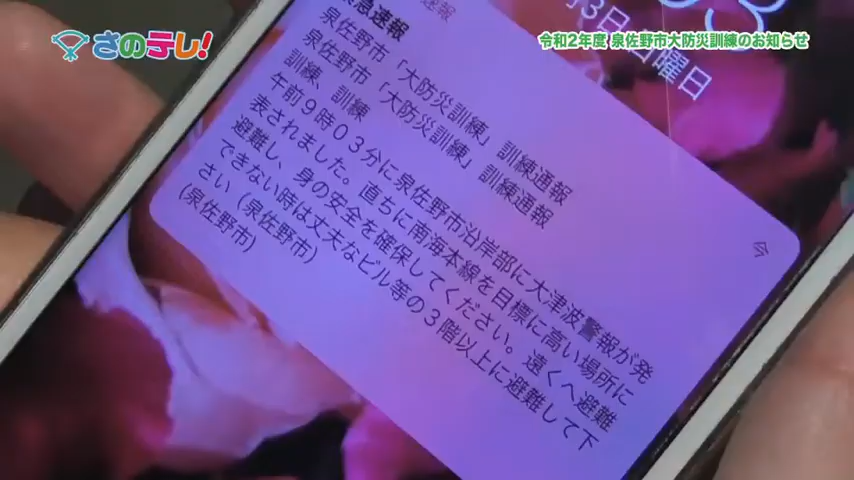 さのテレ!
令和2年度 泉佐野市大防災訓練のお知らせ
3日
日曜日
急速報
速報
今
泉佐野市「大防災訓練」訓練通報
泉佐野市「大防災訓練」訓練通報
訓練、訓練
午前9時03分に泉佐野市沿岸部に大津波警報が発
表されました。直ちに南海本線を目標に高い場所に
避難し、身の安全を確保してください。遠くへ避難
できない時は丈夫なビル等の3階以上に避難して下
さい（泉佐野市）
(泉佐野市)